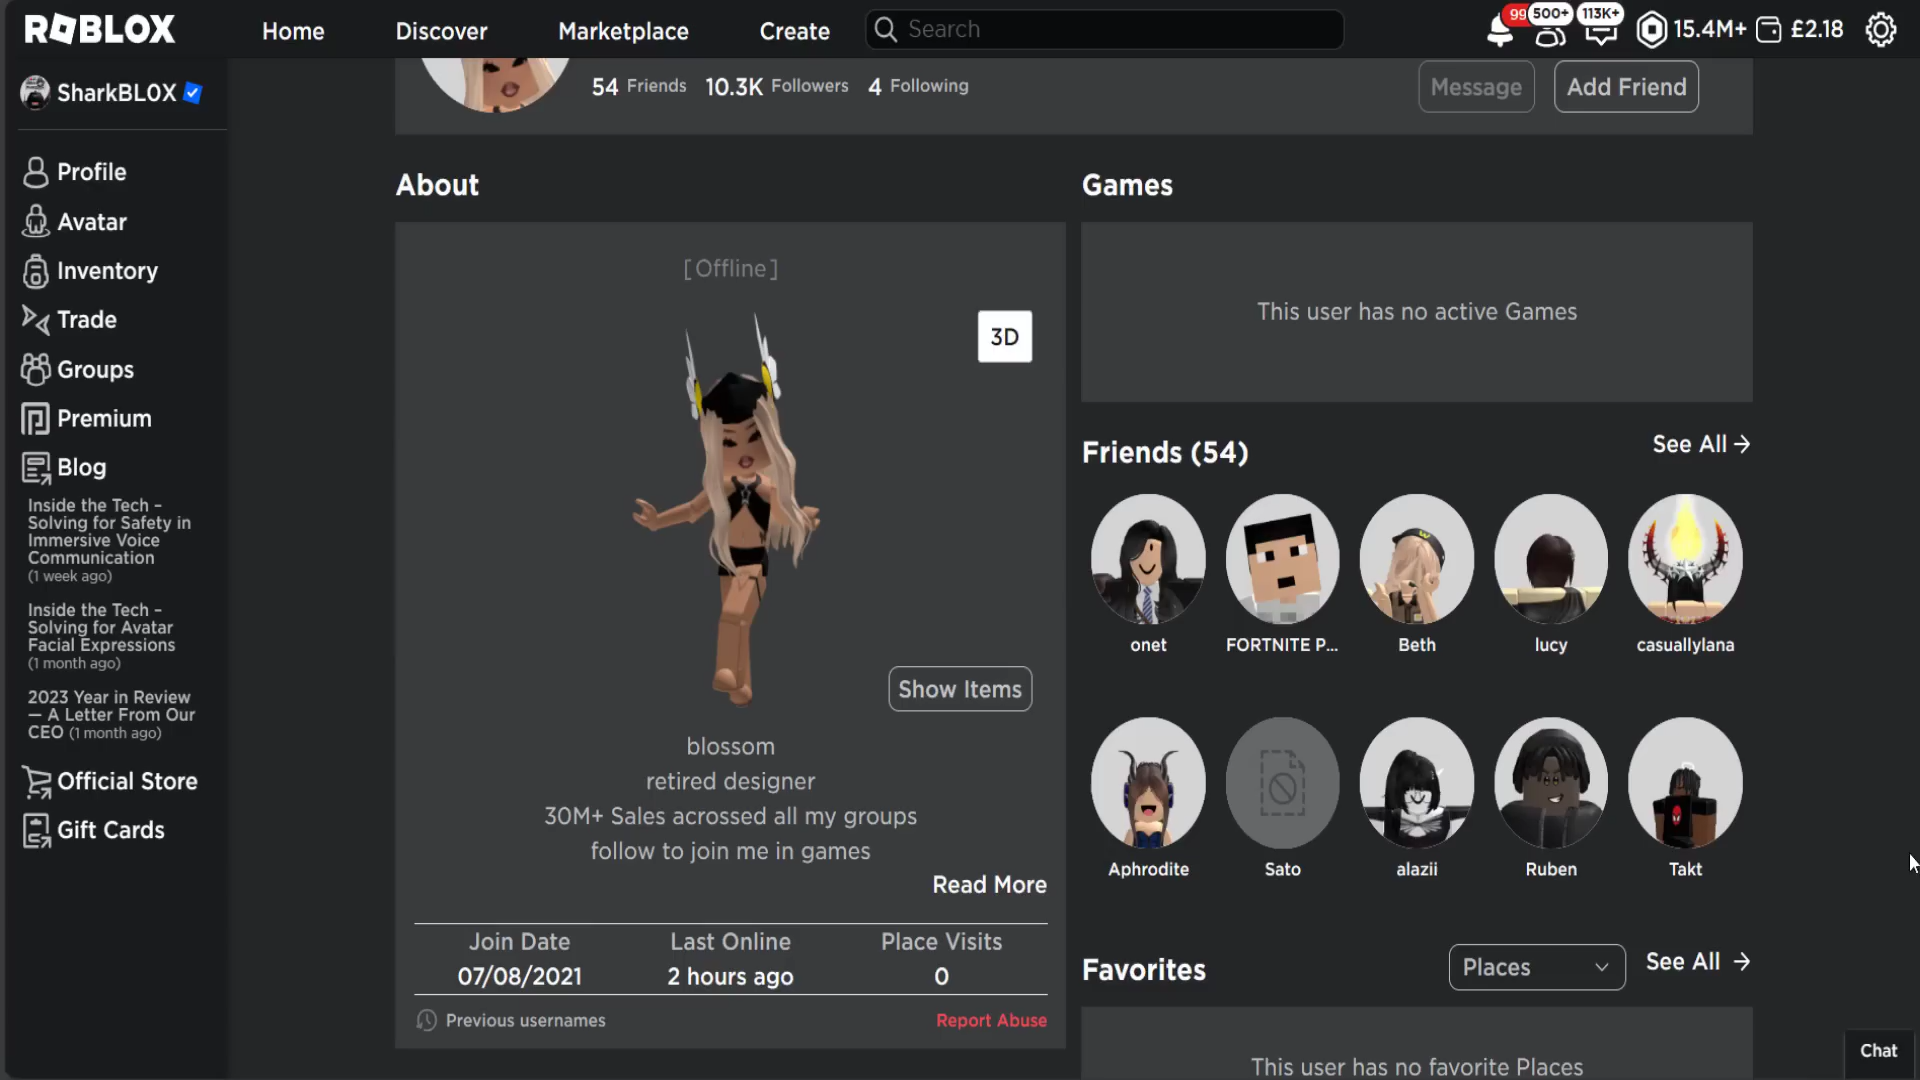 ROBLOX
Home
Discover
Marketplace
Create
Search
99
500+
113K+
15.4M+
£2.18
SharkBL0X
Profile
Avatar
Inventory
Trade
Groups
Premium
Blog
Inside the Tech –
Solving for Safety in
Immersive Voice
Communication
(1 week ago)
Inside the Tech –
Solving for Avatar
Facial Expressions
(1 month ago)
2023 Year in Review
— A Letter From Our
CEO (1 month ago)
Official Store
Gift Cards
54 Friends 10.3K Followers 4 Following
Message
Add Friend
About
[ Offline ]
3D
Show Items
blossom
retired designer
30M+ Sales acrossed all my groups
follow to join me in games
Read More
Join Date
Last Online
Place Visits
07/08/2021
2 hours ago
0
Previous usernames
Report Abuse
Games
This user has no active Games
Friends (54)
See All
onet
FORTNITE P...
Beth
lucy
casuallylana
Aphrodite
Sato
alazii
Ruben
Takt
Favorites
Places
See All
This user has no favorite Places
Chat